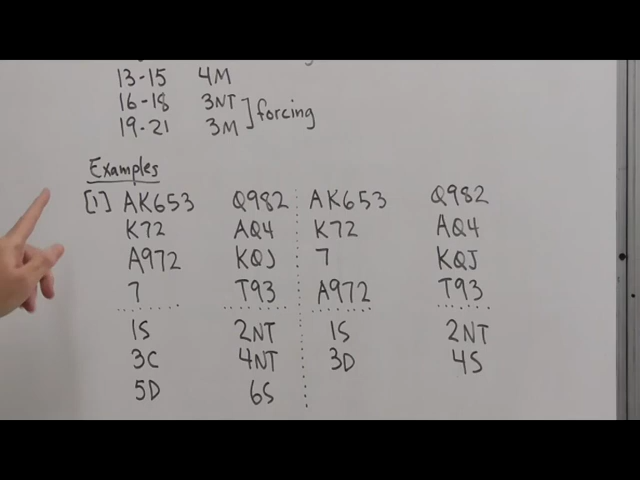 13-15 4M
16-18 3NT ] forcing
19-21 3M
Examples
[1] AK653 Q982 AK653 Q982
K72 AQ4 K72 AQ4
A972 KQJ 7 KQJ
7 T93 A972 T93
1S 2NT 1S 2NT
3C 4NT 3D 4S
5D 6S